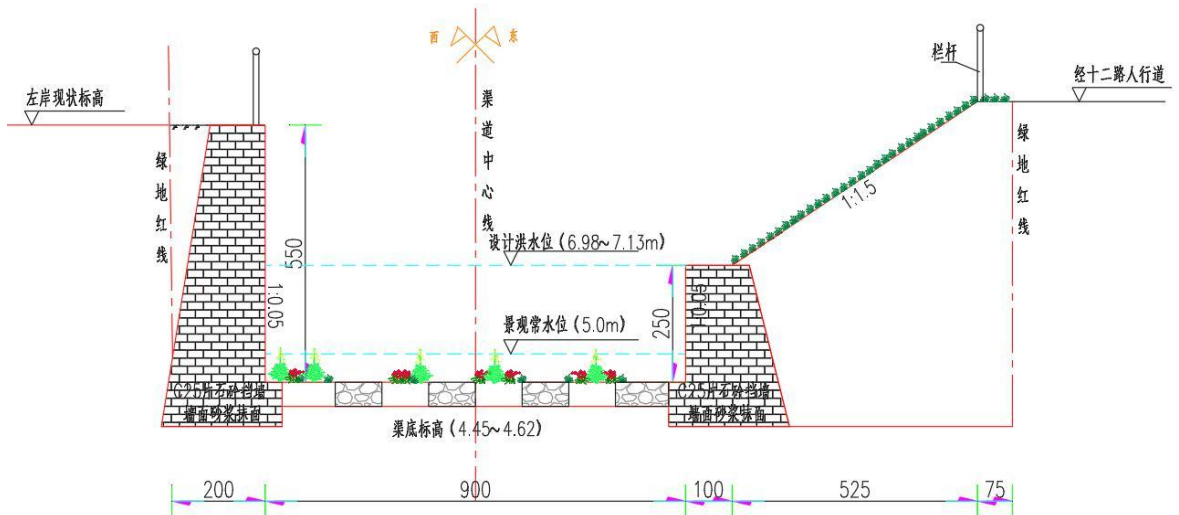 西 东
栏杆
左岸现状标高
经十二路人行道
渠道中心线
绿地红线
绿地红线
1:1.5
设计洪水位(6.98~7.13m)
550
1:0.05
250
景观常水位(5.0m)
C25片石砼挡墙
墙面砂浆抹面
C25片石砼挡墙
墙面砂浆抹面
渠底标高(4.45~4.62)
200 900 100 525 75